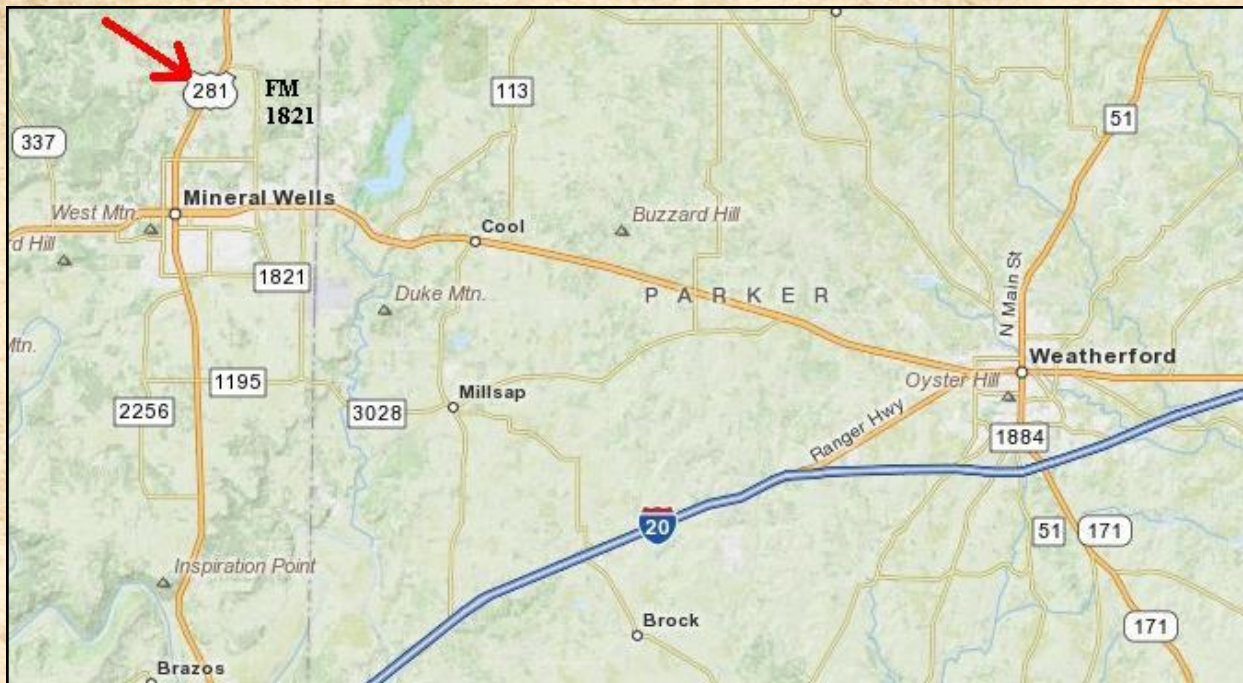 281
FM
1821
113
51
337
Mineral Wells
West Mtn.
rd Hill
Cool
Buzzard Hill
N Main St
1821
Duke Mtn.
PARKER
Mtn.
Weatherford
Oyster Hill
1195
Millsap
2256
3028
Ranger Hwy
1884
20
51
171
Inspiration Point
Brock
171
Brazos